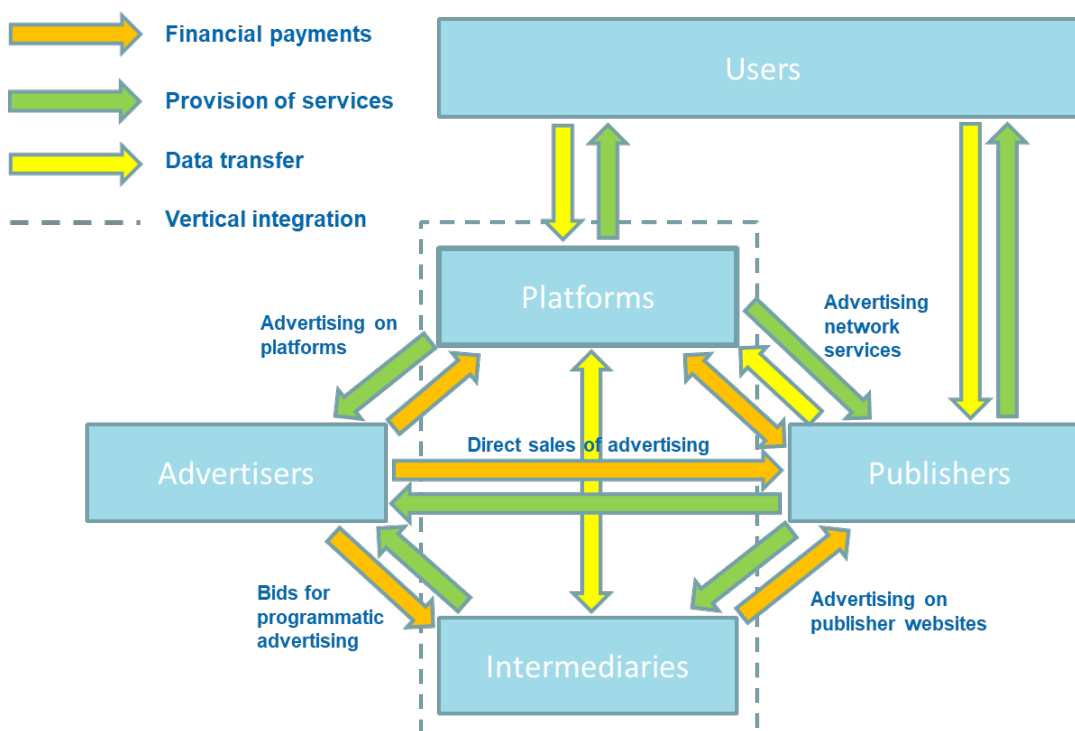 Financial payments
Provision of services
Data transfer
Vertical integration
Users
Platforms
Advertising on
platforms
Advertising
network
services
Advertisers
Direct sales of advertising
Publishers
Bids for
programmatic
advertising
Advertising on
publisher websites
Intermediaries